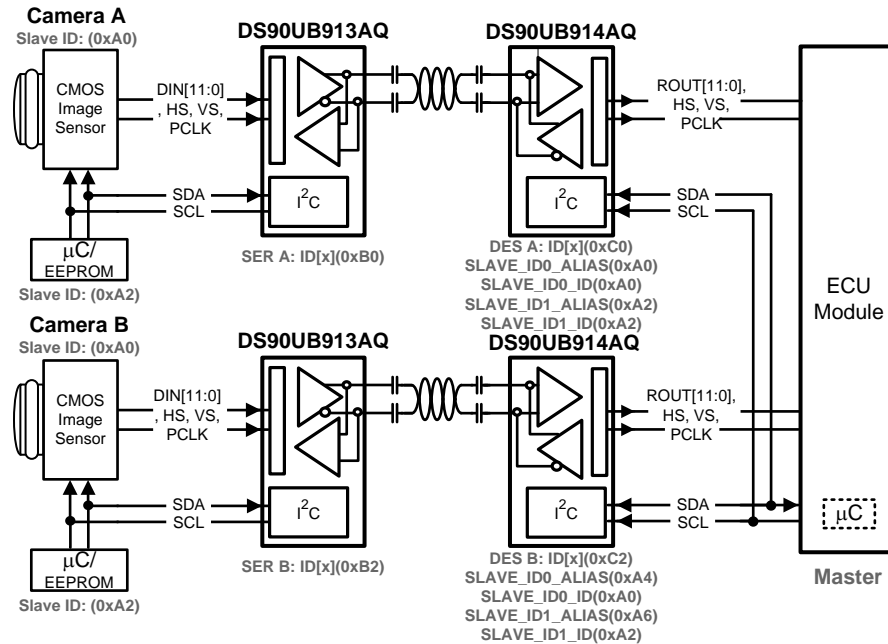 Camera A
Slave ID: (0xA0)
CMOS
Image
Sensor
DIN[11:0]
, HS, VS,
PCLK
SDA
SCL
µC/
EEPROM
Slave ID: (0xA2)
DS90UB913AQ
I²C
SER A: ID[x](0xB0)
DS90UB914AQ
I²C
DES A: ID[x](0xC0)
SLAVE_ID0_ALIAS(0xA0)
SLAVE_ID0_ID(0xA0)
SLAVE_ID1_ALIAS(0xA2)
SLAVE_ID1_ID(0xA2)
ROUT[11:0],
HS, VS,
PCLK
SDA
SCL
Camera B
Slave ID: (0xA0)
CMOS
Image
Sensor
DIN[11:0]
, HS, VS,
PCLK
SDA
SCL
µC/
EEPROM
Slave ID: (0xA2)
DS90UB913AQ
I²C
SER B: ID[x](0xB2)
DS90UB914AQ
I²C
DES B: ID[x](0xC2)
SLAVE_ID0_ALIAS(0xA4)
SLAVE_ID0_ID(0xA0)
SLAVE_ID1_ALIAS(0xA6)
SLAVE_ID1_ID(0xA2)
ROUT[11:0],
HS, VS,
PCLK
SDA
SCL
ECU
Module
µC
Master